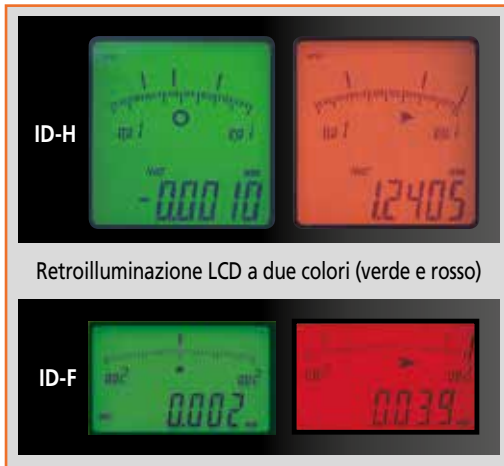 ID-H
-0.0010
1.2405
Retroilluminazione LCD a due colori (verde e rosso)
ID-F
0.002
0.039